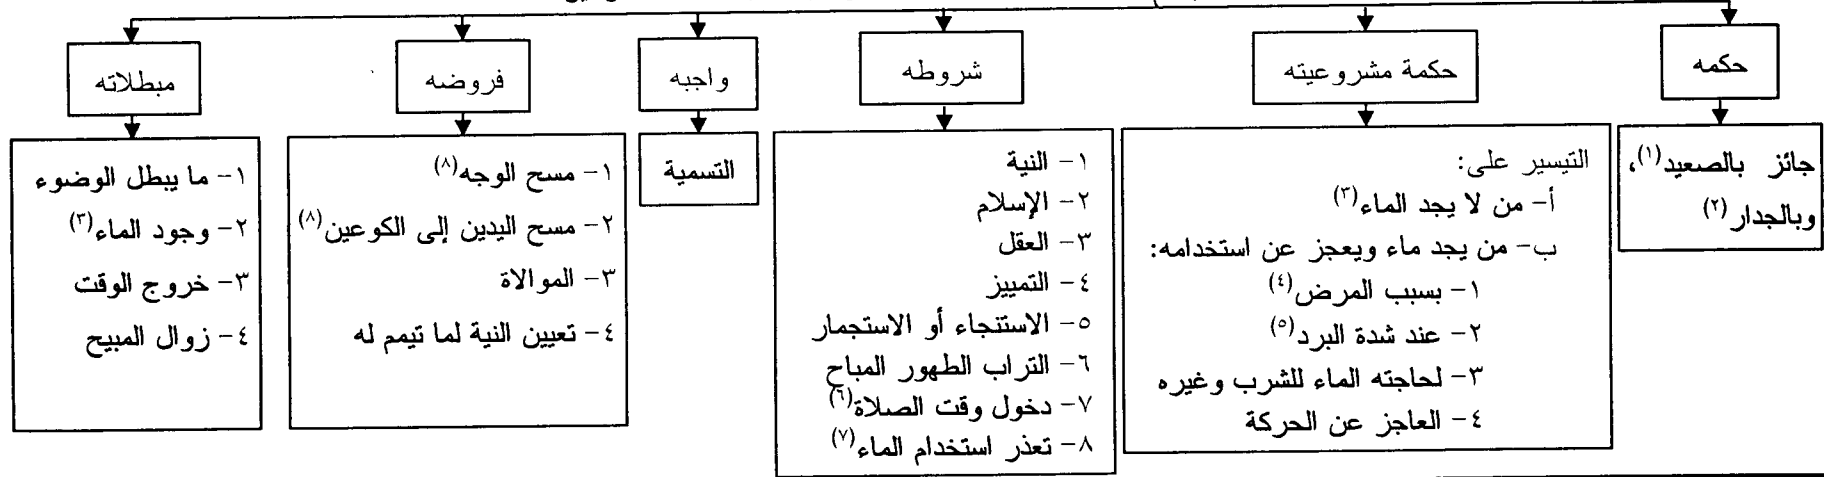 حكمه
جائز بالصعيد(١)،
وبالجدار(٢)
حكمة مشروعيته
التيسير على:
أ- من لا يجد الماء(٣)
ب- من يجد ماء ويعجز عن استخدامه:
١- بسبب المرض(٤)
٢- عند شدة البرد(٥)
٣- لحاجته الماء للشرب وغيره
٤- العاجز عن الحركة
شروطه
١- النية
٢- الإسلام
٣- العقل
٤- التمييز
٥- الاستنجاء أو الاستجمار
٦- التراب الطهور المباح
٧- دخول وقت الصلاة(٦)
٨- تعذر استخدام الماء(٧)
واجبه
التسمية
فروضه
١- مسح الوجه(٨)
٢- مسح اليدين إلى الكوعين(٨)
٣- الموالاة
٤- تعيين النية لما تيمم له
مبطلاته
١- ما يبطل الوضوء
٢- وجود الماء(٣)
٣- خروج الوقت
٤- زوال المبيح